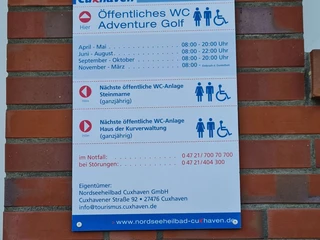 cuxhaven
Hier
Öffentliches WC
Adventure Golf
April - Mai 08:00 - 20:00 Uhr
Juni - August 08:00 - 22:00 Uhr
September - Oktober 08:00 - 20:00 Uhr
November - März 08:00 -
Nächste öffentliche WC-Anlage
Steinmarne
(ganzjährig)
Nächste öffentliche WC-Anlage
Haus der Kurverwaltung
(ganzjährig)
im Notfall: 0 47 21/ 700 70 700
bei Störungen: 0 47 21/404 300
Eigentümer:
Nordseeheilbad Cuxhaven GmbH
Cuxhavener Straße 92 • 27476 Cuxhaven
info@tourismus.cuxhaven.de
www.nordseeheilbad-cuxhaven.de